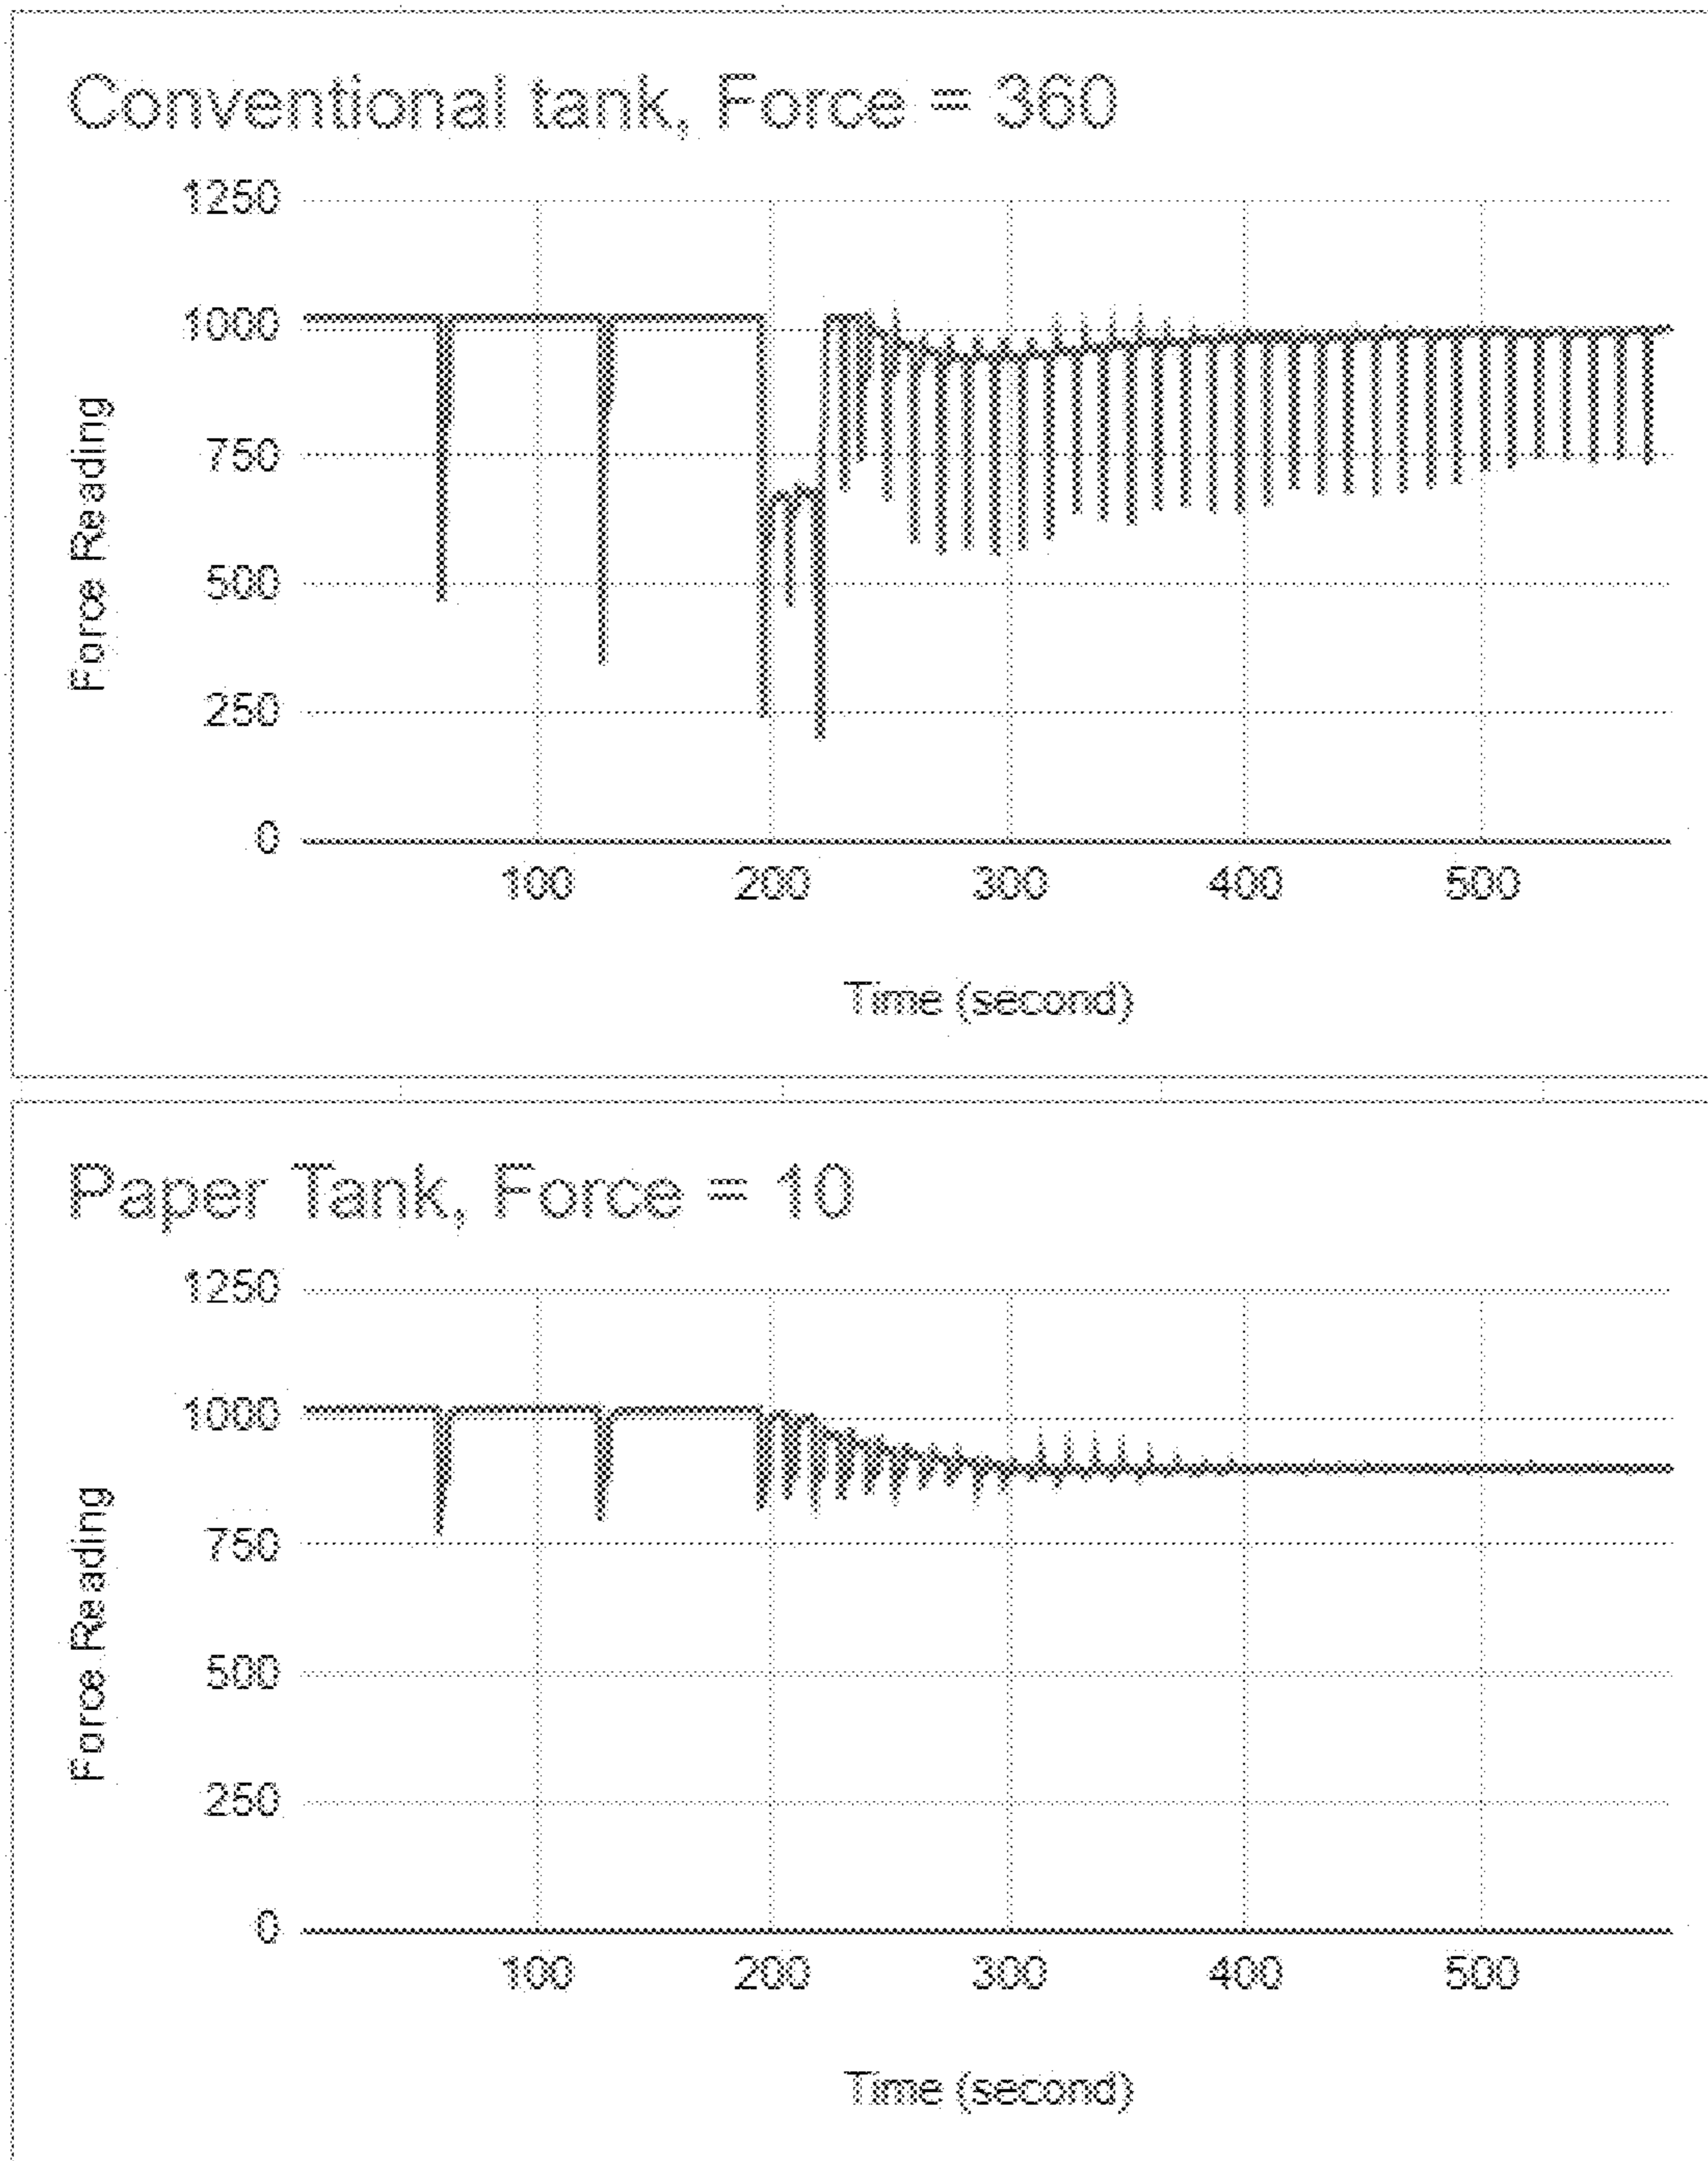 Conventional tank, Force = 360
1250
1000
750
500
250
0
Force Reading
100 200 300 400 500
Time (second)
Paper Tank, Force = 10
1250
1000
750
500
250
0
Force Reading
100 200 300 400 500
Time (second)